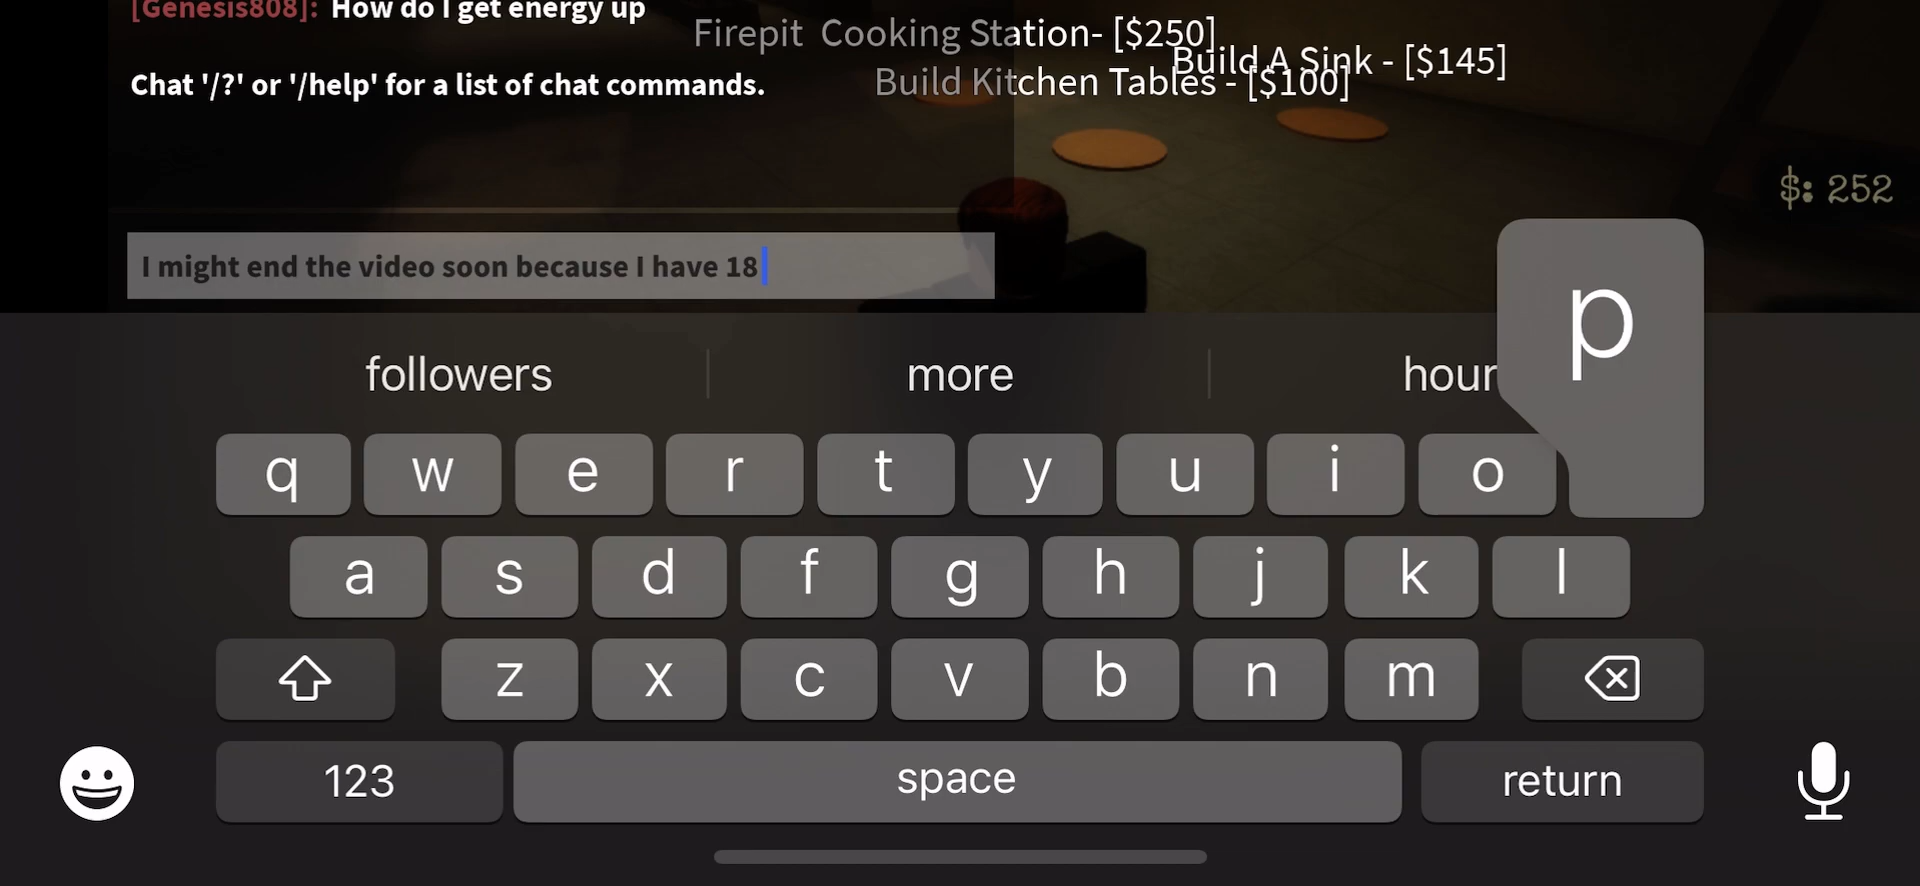 [Genesis808]: How do I get energy up
Firepit Cooking Station- [$250]
Build A Sink - [$145]
Chat '/?' or '/help' for a list of chat commands.
Build Kitchen Tables - [$100]
$: 252
I might end the video soon because I have 18
p
followers more hour
q w e r t y u i o
a s d f g h j k l
z x c v b n m
123 space return